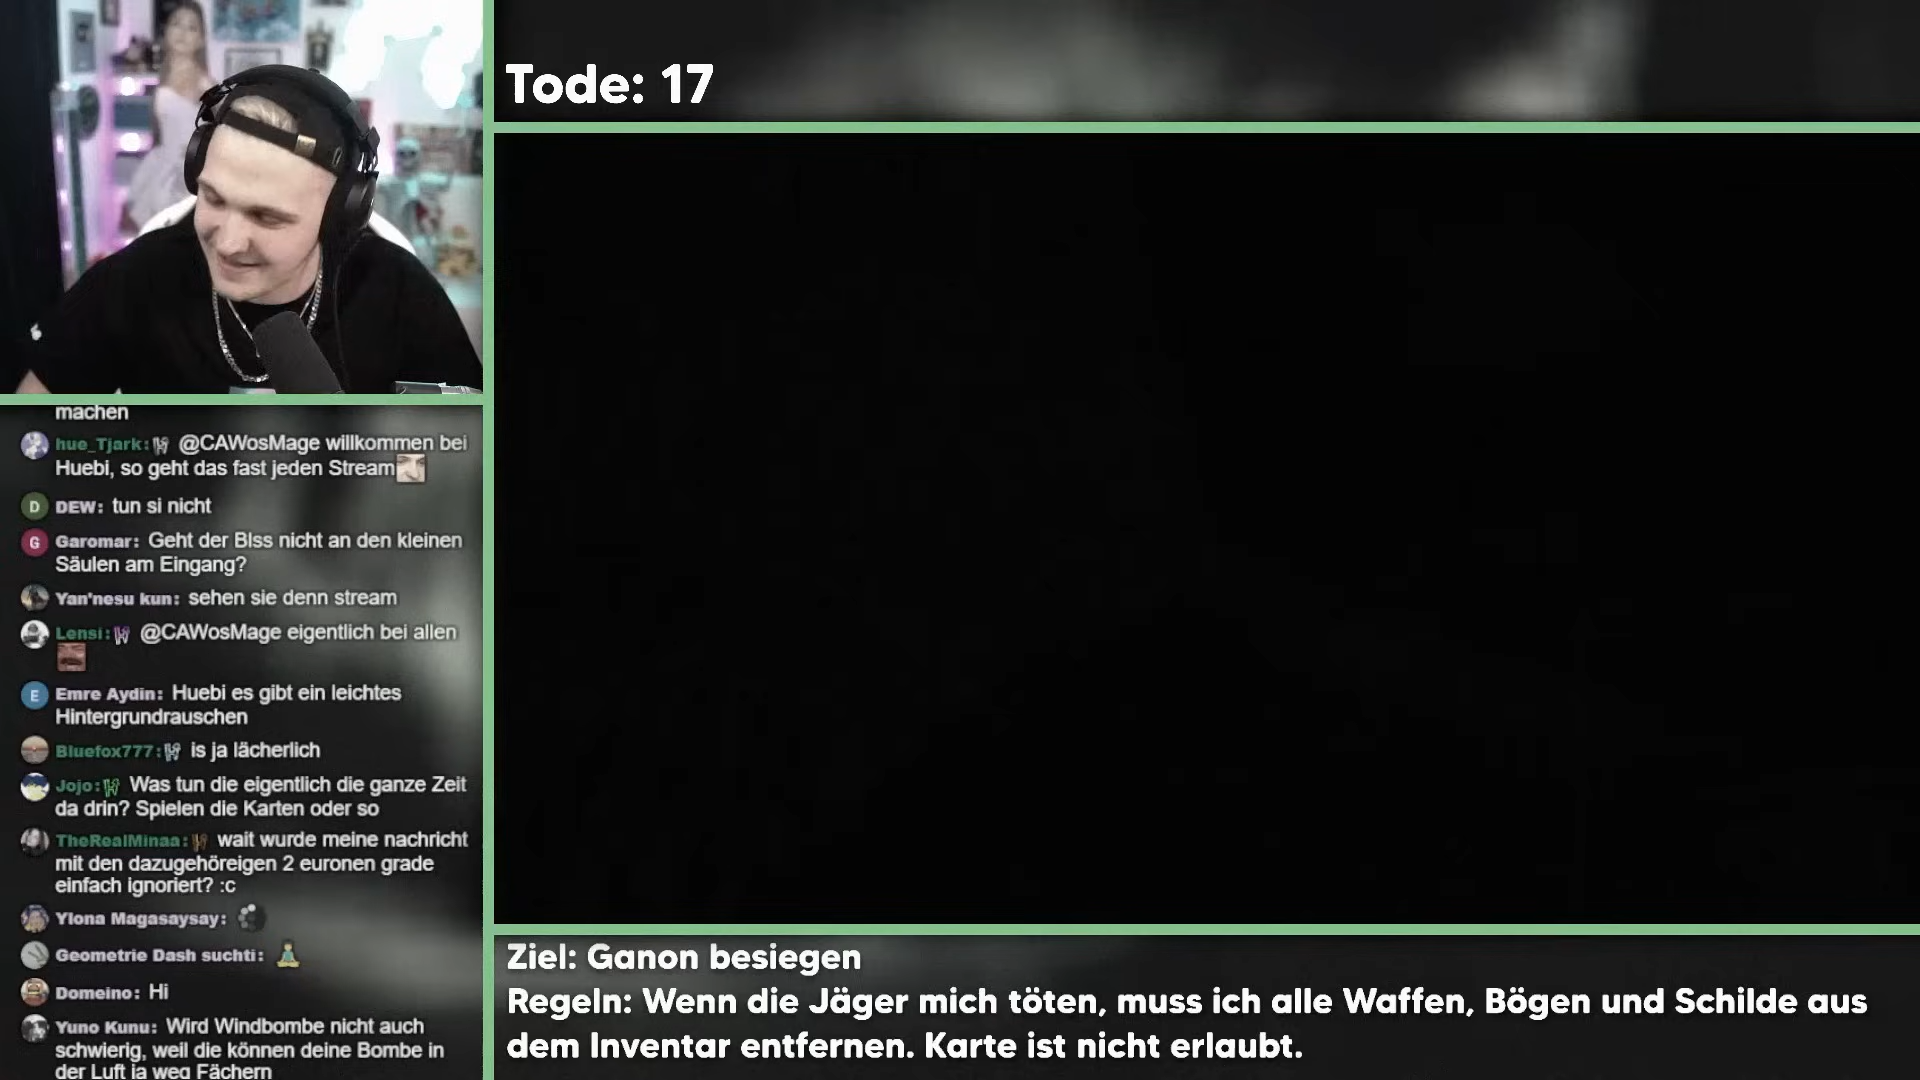 Tode: 17
machen
hue_Tjark: @CAWosMage willkommen bei
Huebi, so geht das fast jeden Stream
D DEW: tun si nicht
G Garomar: Geht der BIss nicht an den kleinen
Säulen am Eingang?
Yan'nesu kun: sehen sie denn stream
Lensi: @CAWosMage eigentlich bei allen
E Emre Aydin: Huebi es gibt ein leichtes
Hintergrundrauschen
Bluefox777: is ja lächerlich
Jojo: Was tun die eigentlich die ganze Zeit
da drin? Spielen die Karten oder so
TheRealMinaa: wait wurde meine nachricht
mit den dazugehöreigen 2 euronen grade
einfach ignoriert? :c
Ylona Magasaysay:
Geometrie Dash suchti:
Domeino: Hi
Yuno Kunu: Wird Windbombe nicht auch
schwierig, weil die können deine Bombe in
der Luft ja weg Fächern
Ziel: Ganon besiegen
Regeln: Wenn die Jäger mich töten, muss ich alle Waffen, Bögen und Schilde aus
dem Inventar entfernen. Karte ist nicht erlaubt.